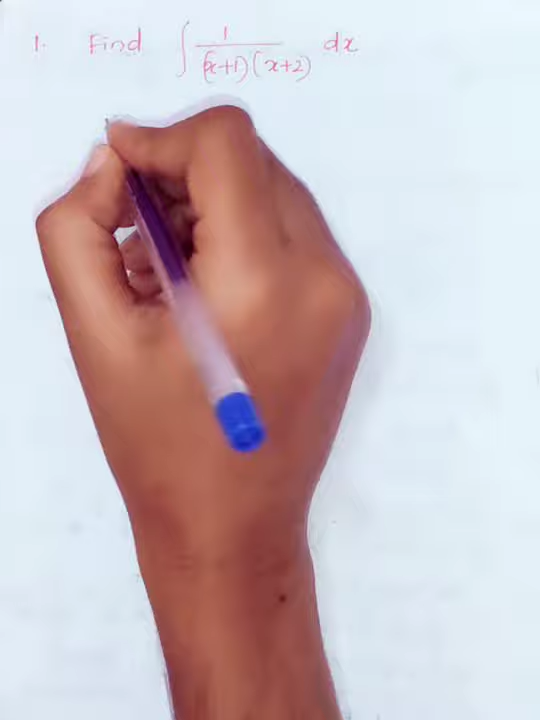 1. Find ∫ 1/((x+1)(x+2)) dx